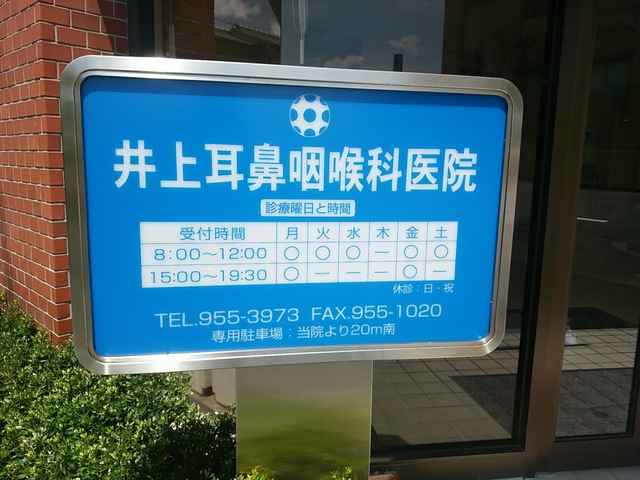 井上耳鼻咽喉科医院
診療曜日と時間
受付時間 月 火 水 木 金 土
8:00〜12:00 ○ ○ ○ — ○ ○
15:00〜19:30 ○ — — — ○ —
休診:日・祝
TEL.955-3973 FAX.955-1020
専用駐車場:当院より20m南